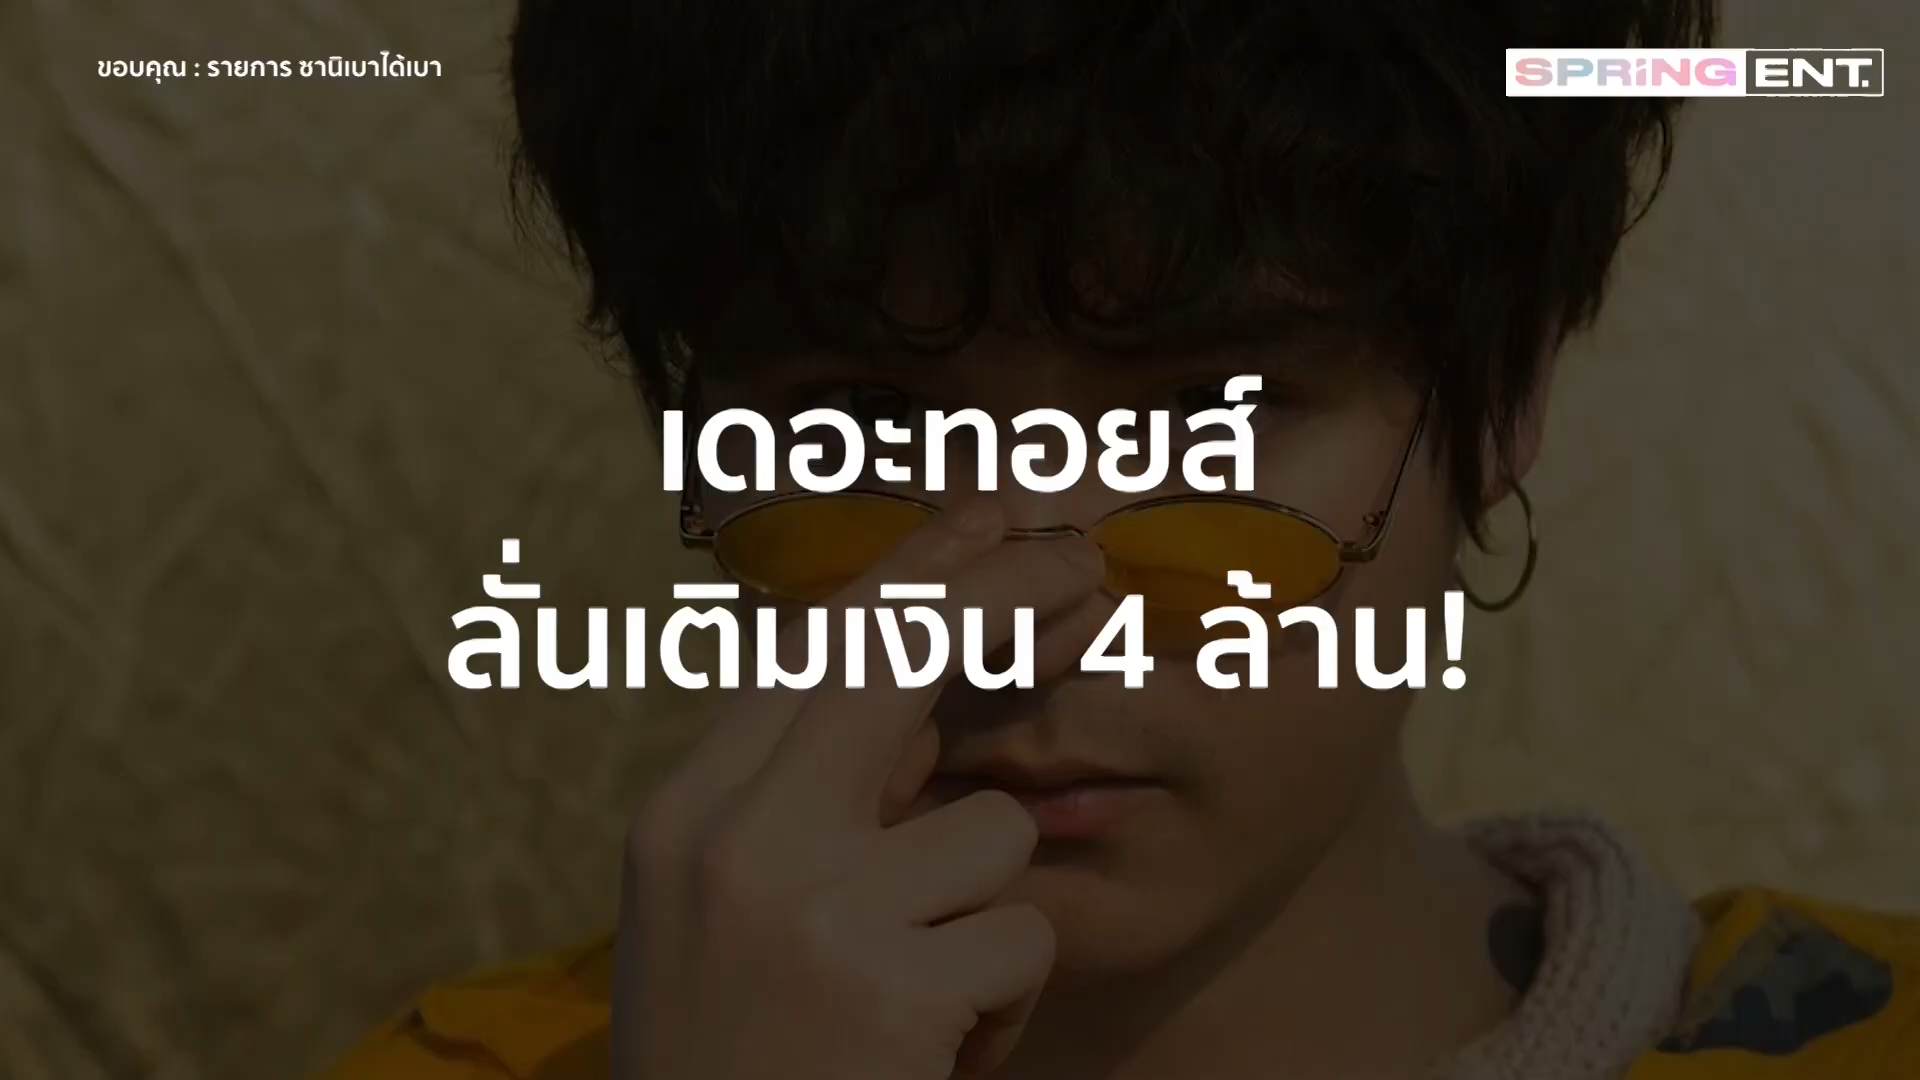 ขอบคุณ : รายการ ซานิเบาได้เบา
SPRiNG ENT.
เดอะทอยส์
ลั่นเติมเงิน 4 ล้าน!